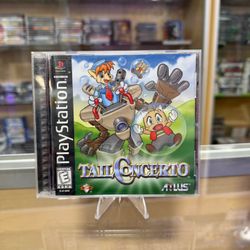 PlayStation
TAIL CONCERTO
ATLUS
E